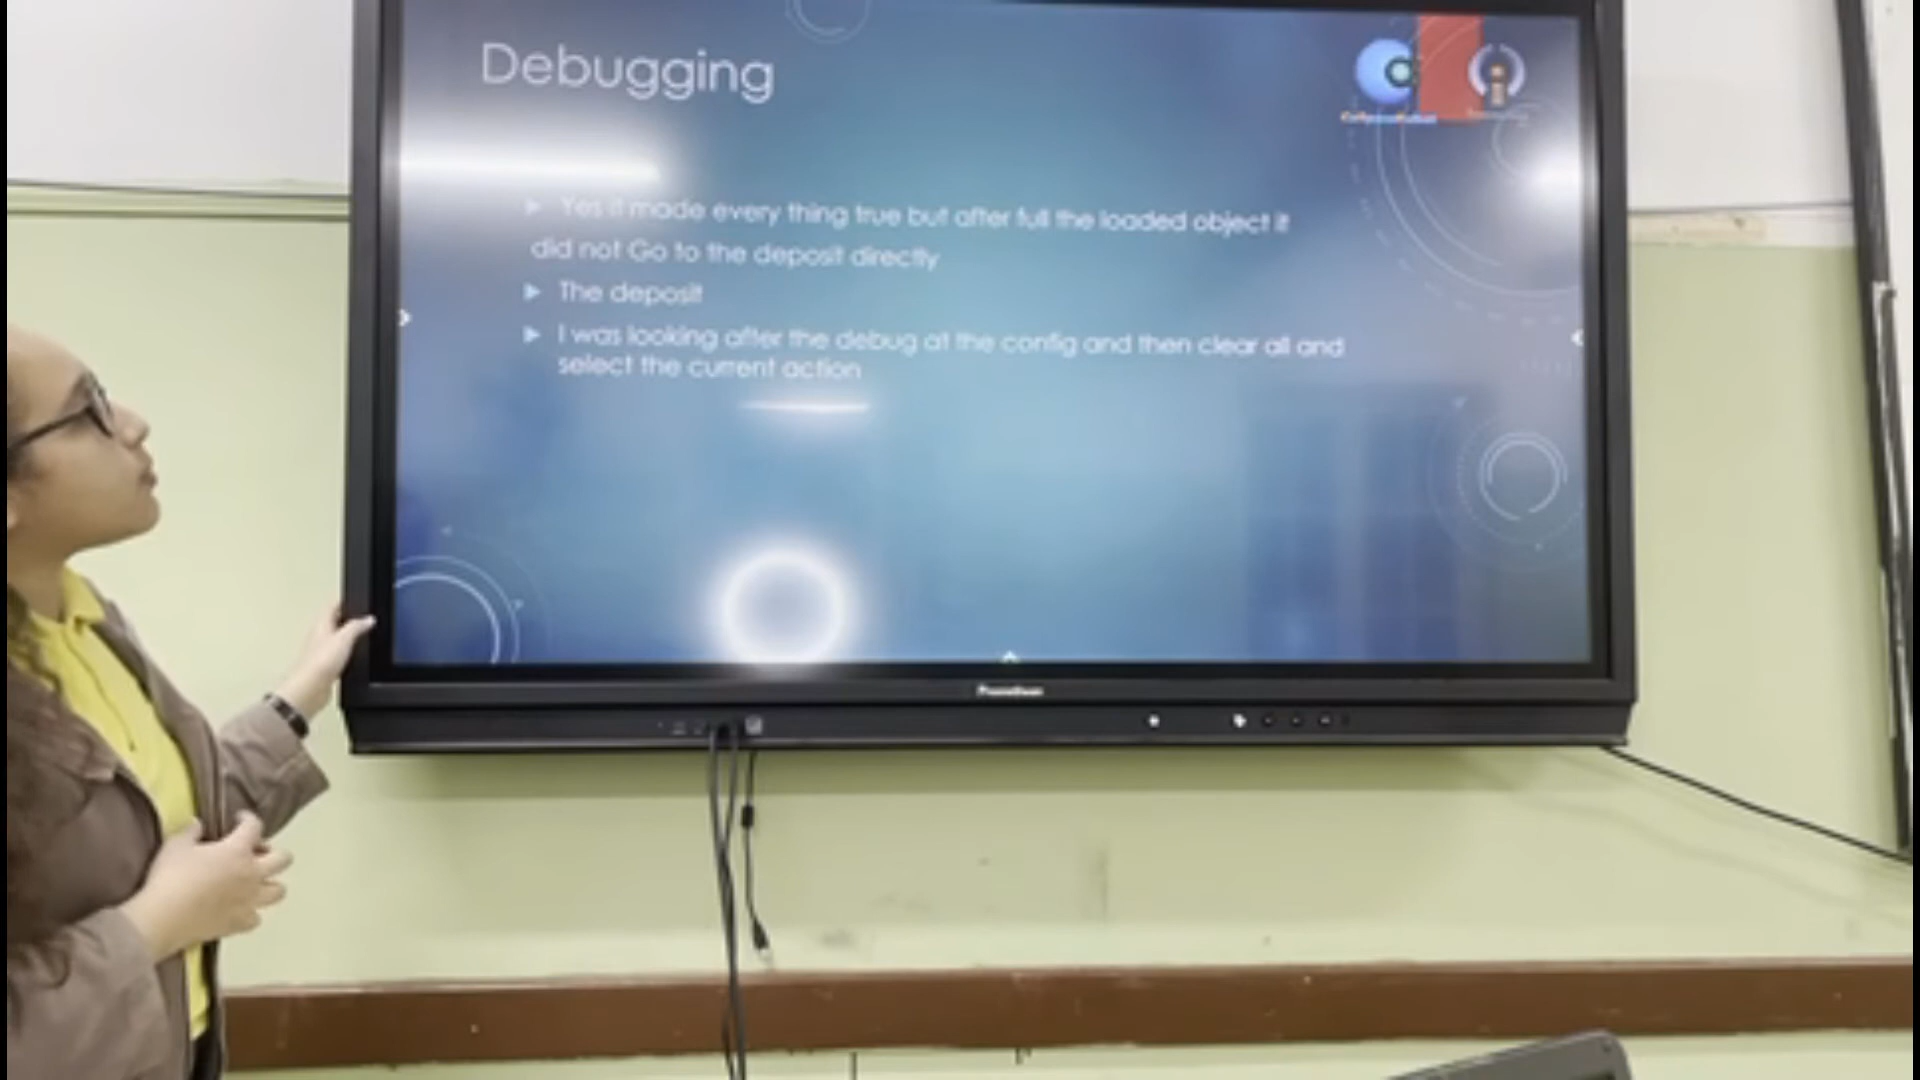 Debugging
Yes it made every thing true but after full the loaded object it
did not Go to the deposit directly
The deposit
I was looking after the debug at the config and then clear all and
select the current action
Promethean